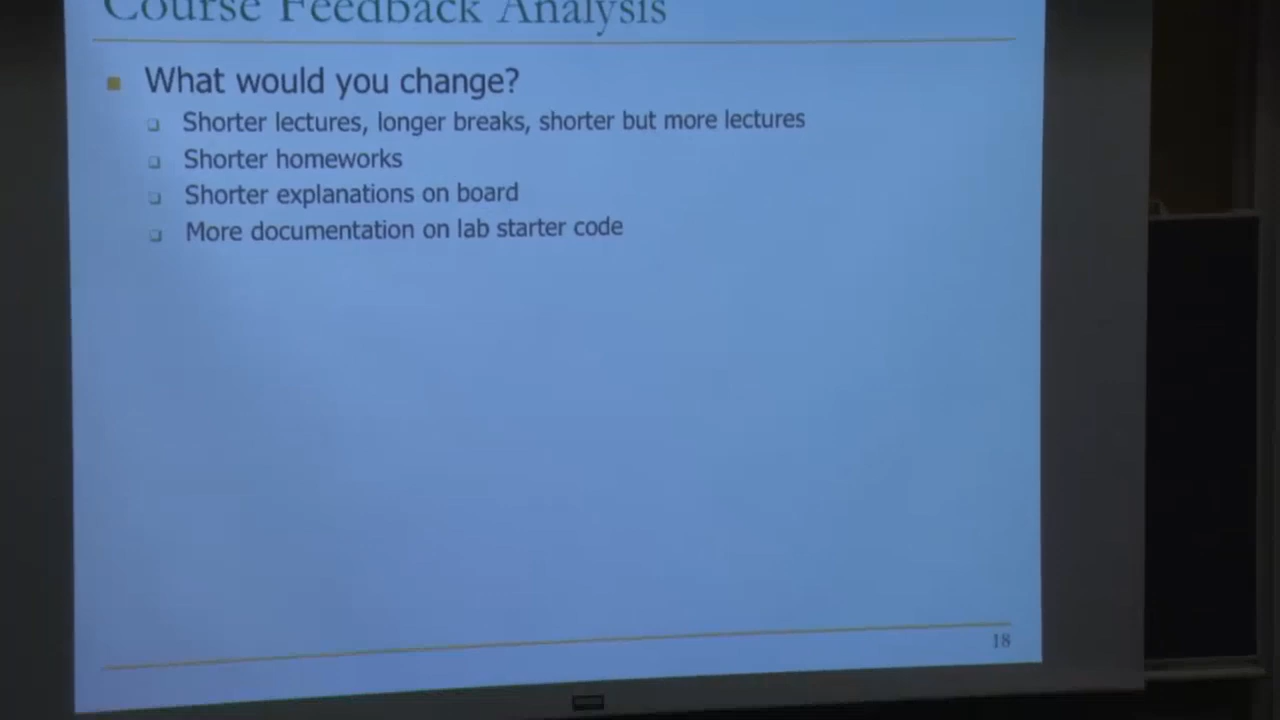 Course Feedback Analysis
What would you change?
Shorter lectures, longer breaks, shorter but more lectures
Shorter homeworks
Shorter explanations on board
More documentation on lab starter code
18